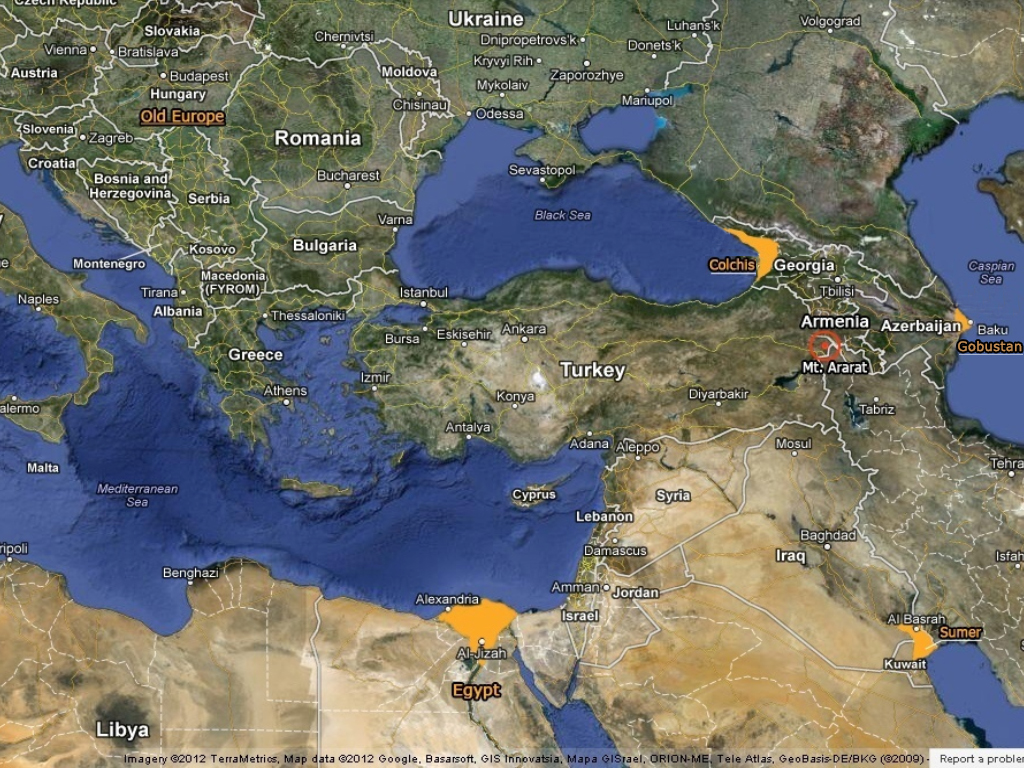 Czech Republic
Slovakia
Ukraine
Luhans'k
Volgograd
Vienna
Bratislava
Chernivtsi
Dnipropetrovs'k
Donets'k
Austria
Budapest
Moldova
Kryvyi Rih
Zaporozhye
Hungary
Mykolaiv
Mariupol
Old Europe
Chisinau
Odessa
Slovenia
Zagreb
Romania
Croatia
Bosnia and
Herzegovina
Serbia
Bucharest
Sevastopol
Varna
Black Sea
Kosovo
Bulgaria
Montenegro
Colchis
Georgia
Caspian
Sea
Macedonia
(FYROM)
Tirana
Istanbul
Tbilisi
Naples
Albania
Thessaloniki
Armenia
Azerbaijan
Baku
Bursa
Eskisehir
Ankara
Gobustan
Greece
Turkey
Mt. Ararat
Izmir
Athens
Konya
Diyarbakir
alermo
Tabriz
Antalya
Adana
Aleppo
Mosul
Malta
Tehra
Mediterranean
Sea
Cyprus
Syria
Lebanon
Baghdad
ripoli
Damascus
Iraq
Isfah
Benghazi
Amman
Jordan
Alexandria
Israel
Al Basrah
Sumer
Al-Jizah
Kuwait
Egypt
Libya
Imagery ©2012 TerraMetrics, Map data ©2012 Google, Basarsoft, GIS Innovatsia, Mapa GISrael, ORION-ME, Tele Atlas, GeoBasis-DE/BKG (©2009) - Report a problem